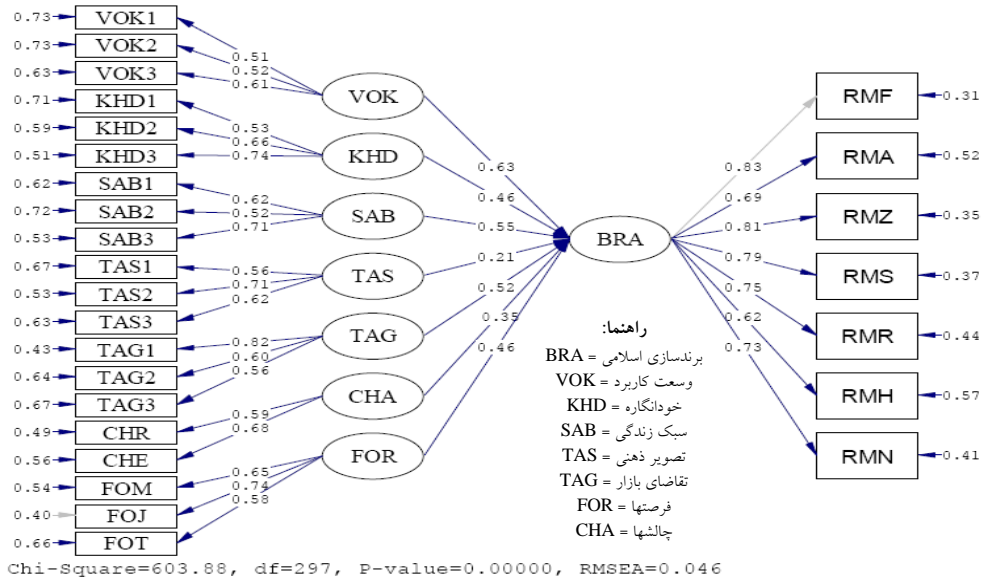 0.73 VOK1
0.73 VOK2
0.63 VOK3
0.71 KHD1
0.59 KHD2
0.51 KHD3
0.62 SAB1
0.72 SAB2
0.53 SAB3
0.67 TAS1
0.53 TAS2
0.63 TAS3
0.43 TAG1
0.64 TAG2
0.67 TAG3
0.49 CHR
0.56 CHE
0.54 FOM
0.40 FOJ
0.66 FOT
0.51
0.52
0.61
0.53
0.66
0.74
0.62
0.52
0.71
0.56
0.71
0.62
0.82
0.60
0.56
0.59
0.68
0.65
0.74
0.58
VOK
KHD
SAB
TAS
TAG
CHA
FOR
0.63
0.46
0.55
0.21
0.52
0.35
0.46
BRA
0.83
0.69
0.81
0.79
0.75
0.62
0.73
RMF 0.31
RMA 0.52
RMZ 0.35
RMS 0.37
RMR 0.44
RMH 0.57
RMN 0.41
راهنما:
برندسازی اسلامی = BRA
وسعت کاربرد = VOK
خودانگاره = KHD
سبک زندگی = SAB
تصویر ذهنی = TAS
تقاضای بازار = TAG
فرصتها = FOR
چالشها = CHA
Chi-Square=603.88, df=297, P-value=0.00000, RMSEA=0.046